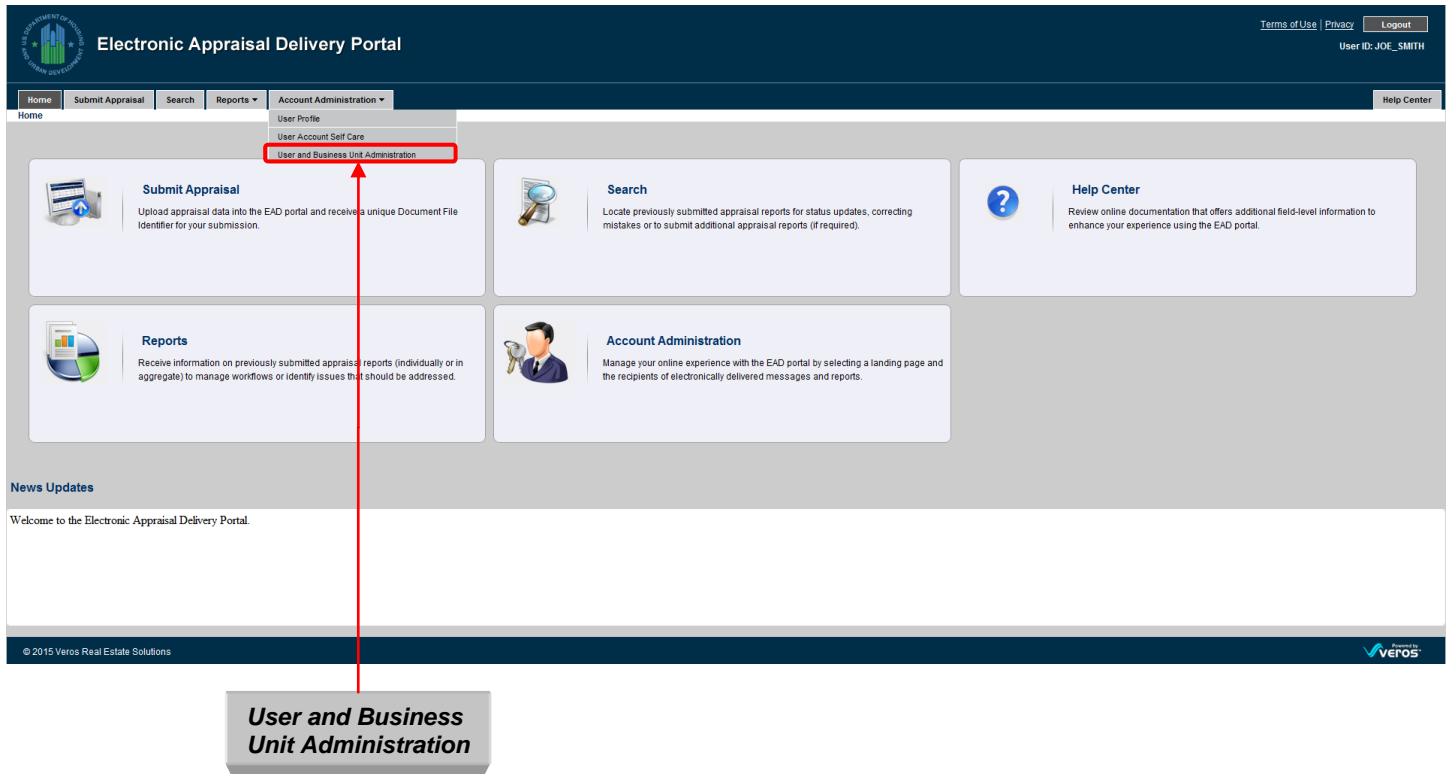 U.S. DEPARTMENT OF HOUSING
AND URBAN DEVELOPMENT
Electronic Appraisal Delivery Portal
Terms of Use | Privacy Logout
User ID: JOE_SMITH
Home Submit Appraisal Search Reports Account Administration Help Center
Home
User Profile
User Account Self Care
User and Business Unit Administration
Submit Appraisal
Upload appraisal data into the EAD portal and receive a unique Document File
Identifier for your submission.
Search
Locate previously submitted appraisal reports for status updates, correcting
mistakes or to submit additional appraisal reports (if required).
Help Center
Review online documentation that offers additional field-level information to
enhance your experience using the EAD portal.
Reports
Receive information on previously submitted appraisal reports (individually or in
aggregate) to manage workflows or identify issues that should be addressed.
Account Administration
Manage your online experience with the EAD portal by selecting a landing page and
the recipients of electronically delivered messages and reports.
News Updates
Welcome to the Electronic Appraisal Delivery Portal.
© 2015 Veros Real Estate Solutions
Powered by
veros
User and Business
Unit Administration